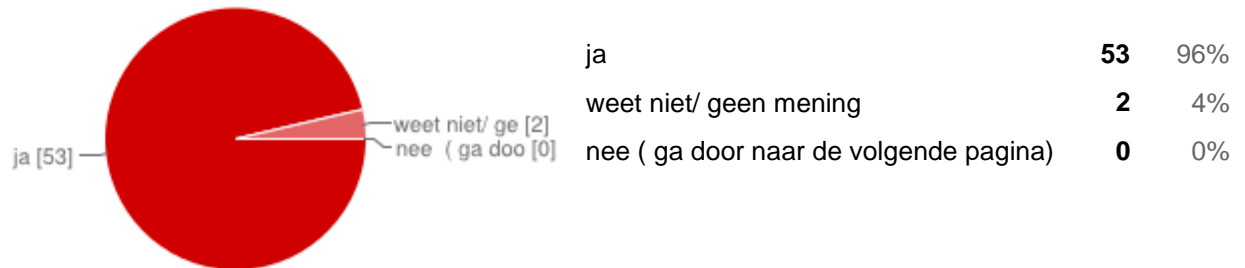 ja [53]
weet niet/ ge [2]
nee  ( ga doo [0]
ja 53 96%
weet niet/ geen mening 2 4%
nee ( ga door naar de volgende pagina) 0 0%